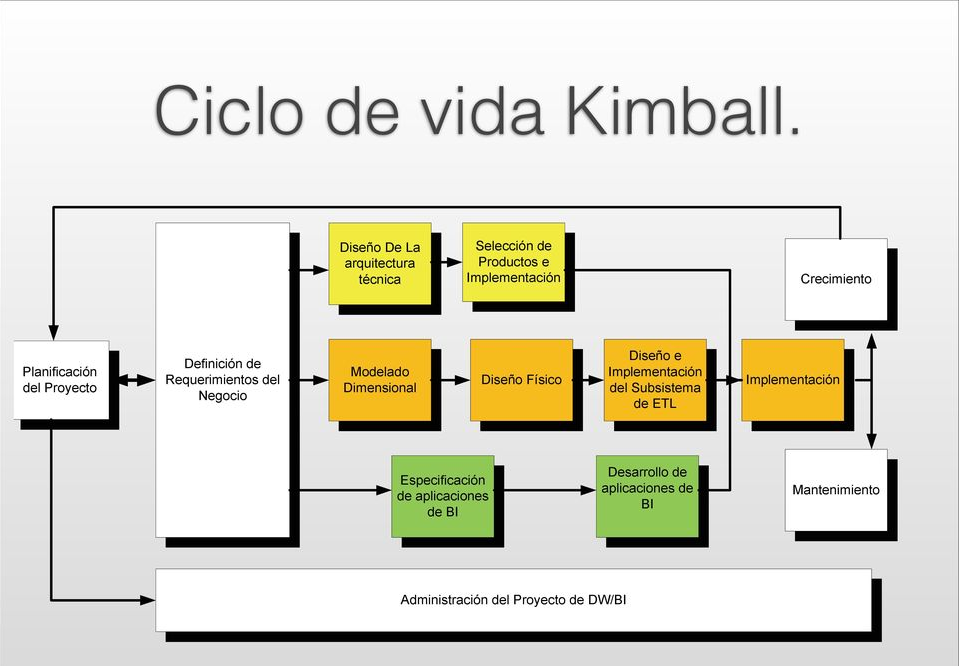 Ciclo de vida Kimball.
Diseño De La
arquitectura
técnica
Selección de
Productos e
Implementación
Crecimiento
Planificación
del Proyecto
Definición de
Requerimientos del
Negocio
Modelado
Dimensional
Diseño Físico
Diseño e
Implementación
del Subsistema
de ETL
Implementación
Especificación
de aplicaciones
de BI
Desarrollo de
aplicaciones de
BI
Mantenimiento
Administración del Proyecto de DW/BI